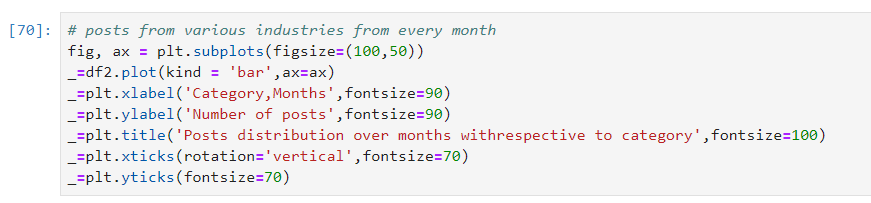 [70]: # posts from various industries from every month
fig, ax = plt.subplots(figsize=(100,50))
_=df2.plot(kind = 'bar',ax=ax)
_=plt.xlabel('Category,Months',fontsize=90)
_=plt.ylabel('Number of posts',fontsize=90)
_=plt.title('Posts distribution over months withrespective to category',fontsize=100)
_=plt.xticks(rotation='vertical',fontsize=70)
_=plt.yticks(fontsize=70)